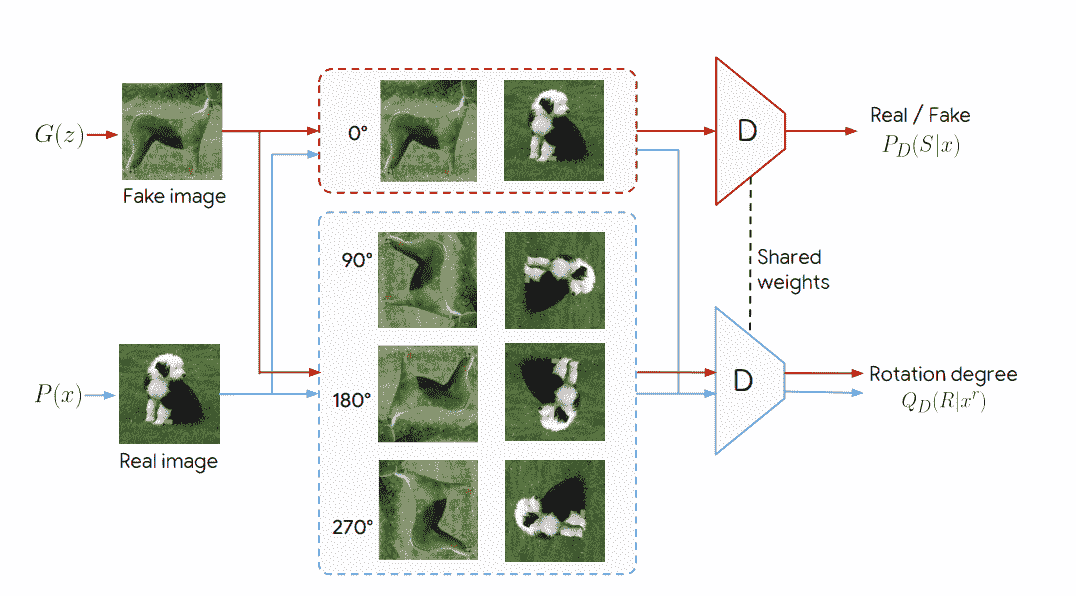 G(z)
Fake image
P(x)
Real image
0°
90°
180°
270°
D
Shared
weights
D
Real / Fake
P_D(S|x)
Rotation degree
Q_D(R|x^r)